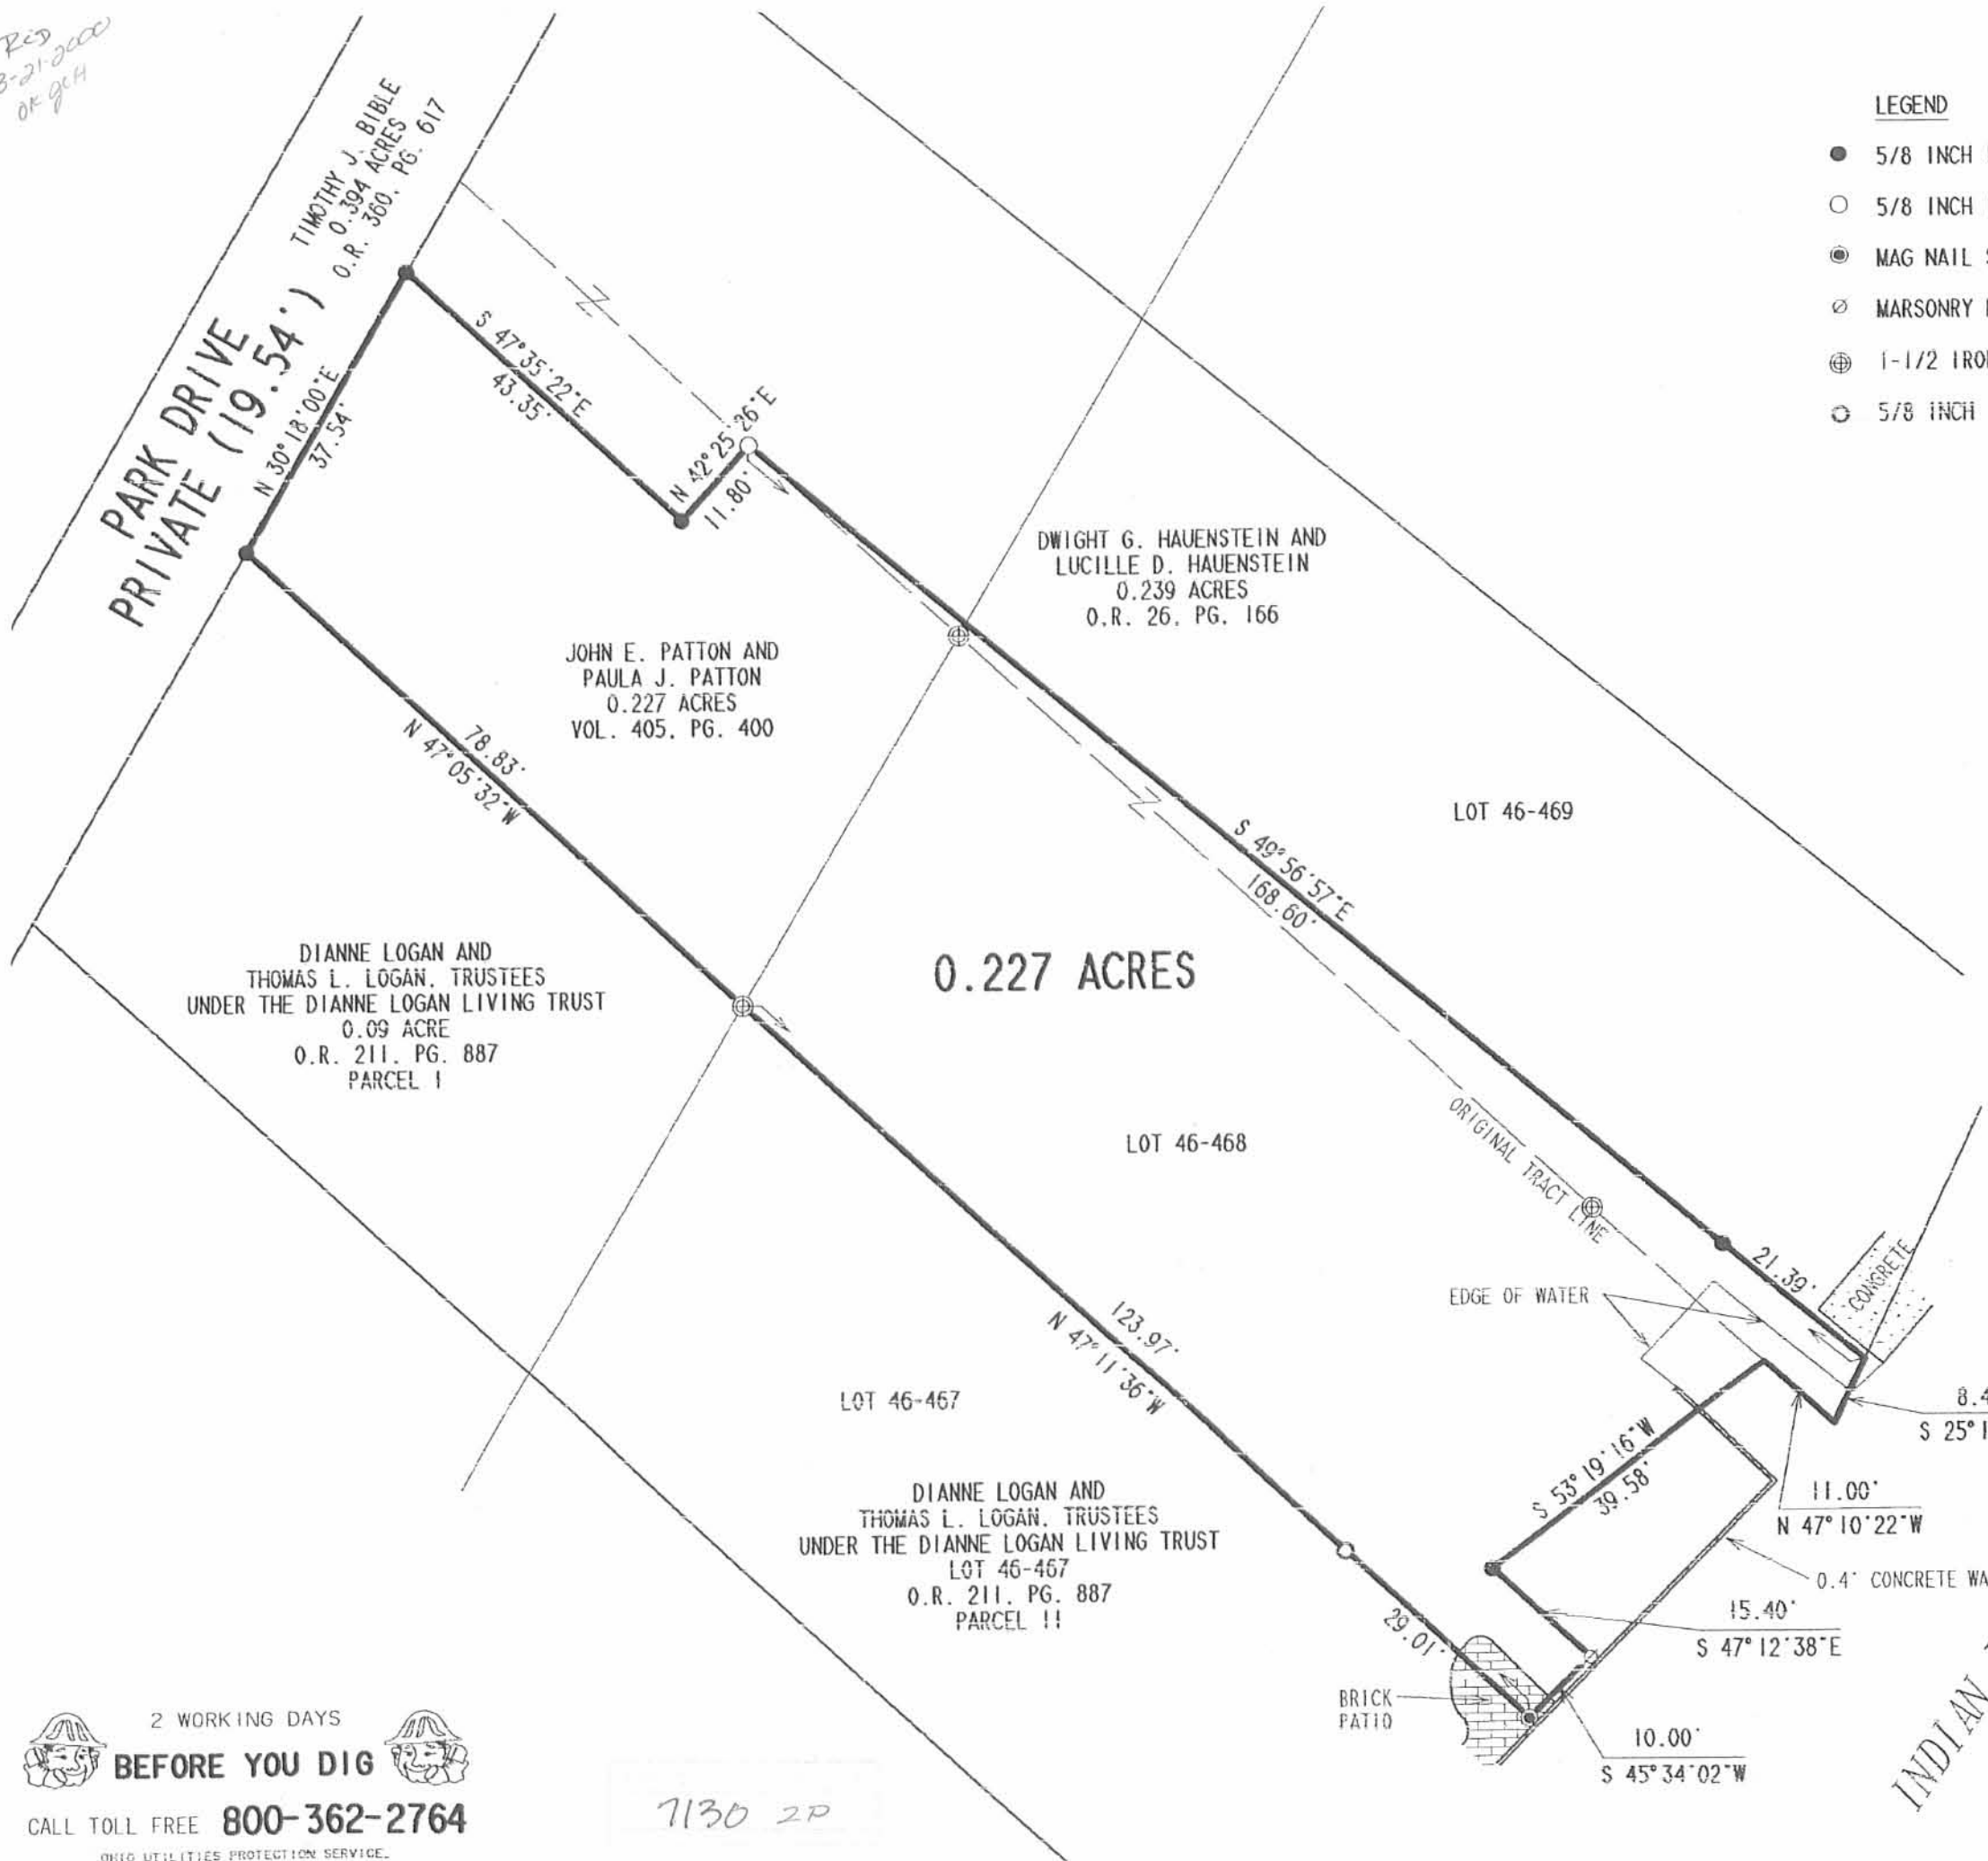 RCD
3-21-2000
OK
LEGEND
5/8 INCH
5/8 INCH
MAG NAIL
MARSONRY
1-1/2 IRO
5/8 INCH
TIMOTHY J. BIBLE
0.394 ACRES
O.R. 360, PG. 617
PARK DRIVE
PRIVATE (19.54')
N 30°18'00"E
37.54'
S 47°35'22"E
43.35'
N 42°25'26"E
11.80'
DWIGHT G. HAUENSTEIN AND
LUCILLE D. HAUENSTEIN
0.239 ACRES
O.R. 26, PG. 166
JOHN E. PATTON AND
PAULA J. PATTON
0.227 ACRES
VOL. 405, PG. 400
78.83'
N 47°05'32"W
LOT 46-469
S 49°56'57"E
168.60'
DIANNE LOGAN AND
THOMAS L. LOGAN, TRUSTEES
UNDER THE DIANNE LOGAN LIVING TRUST
0.09 ACRE
O.R. 211, PG. 887
PARCEL I
0.227 ACRES
ORIGINAL TRACT LINE
LOT 46-468
21.39'
CONCRETE
EDGE OF WATER
123.97'
N 47°11'36"W
LOT 46-467
8.4
S 25°1
S 53°19'16"W
39.58'
11.00'
N 47°10'22"W
DIANNE LOGAN AND
THOMAS L. LOGAN, TRUSTEES
UNDER THE DIANNE LOGAN LIVING TRUST
LOT 46-467
O.R. 211, PG. 887
PARCEL II
0.4' CONCRETE WA
15.40'
S 47°12'38"E
29.01'
BRICK
PATIO
10.00'
S 45°34'02"W
INDIAN
2 WORKING DAYS
BEFORE YOU DIG
CALL TOLL FREE 800-362-2764
OHIO UTILITIES PROTECTION SERVICE.
7130 2P